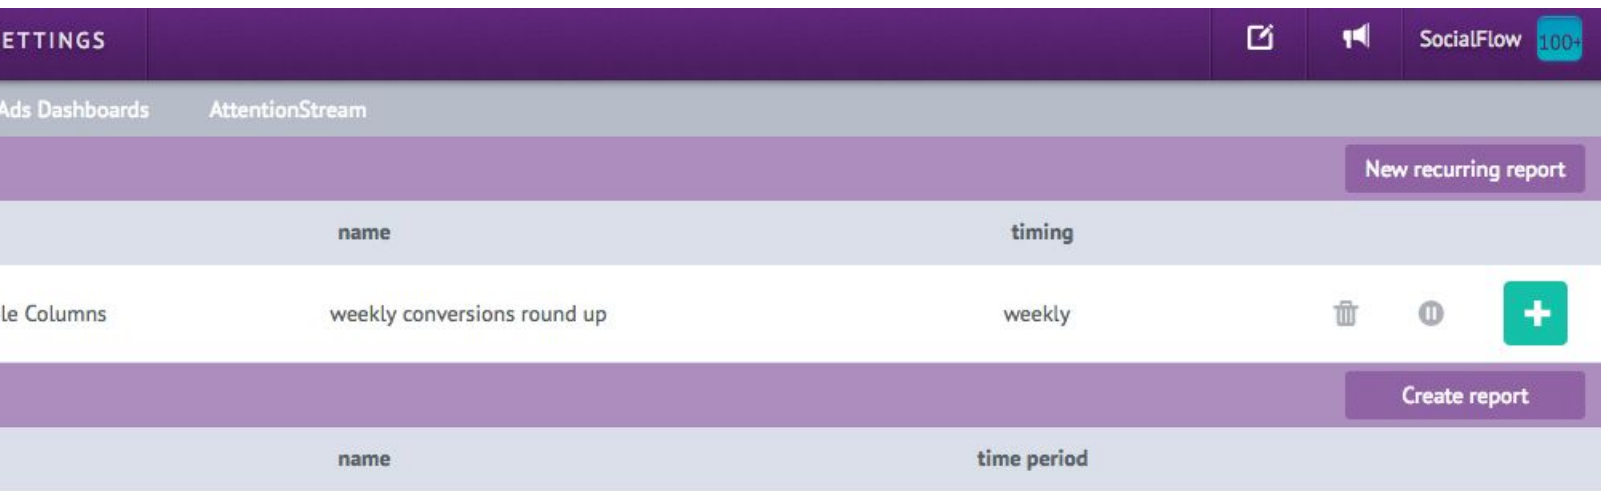 ETTINGS SocialFlow 100+
Ads Dashboards AttentionStream
New recurring report
name timing
le Columns weekly conversions round up weekly
Create report
name time period